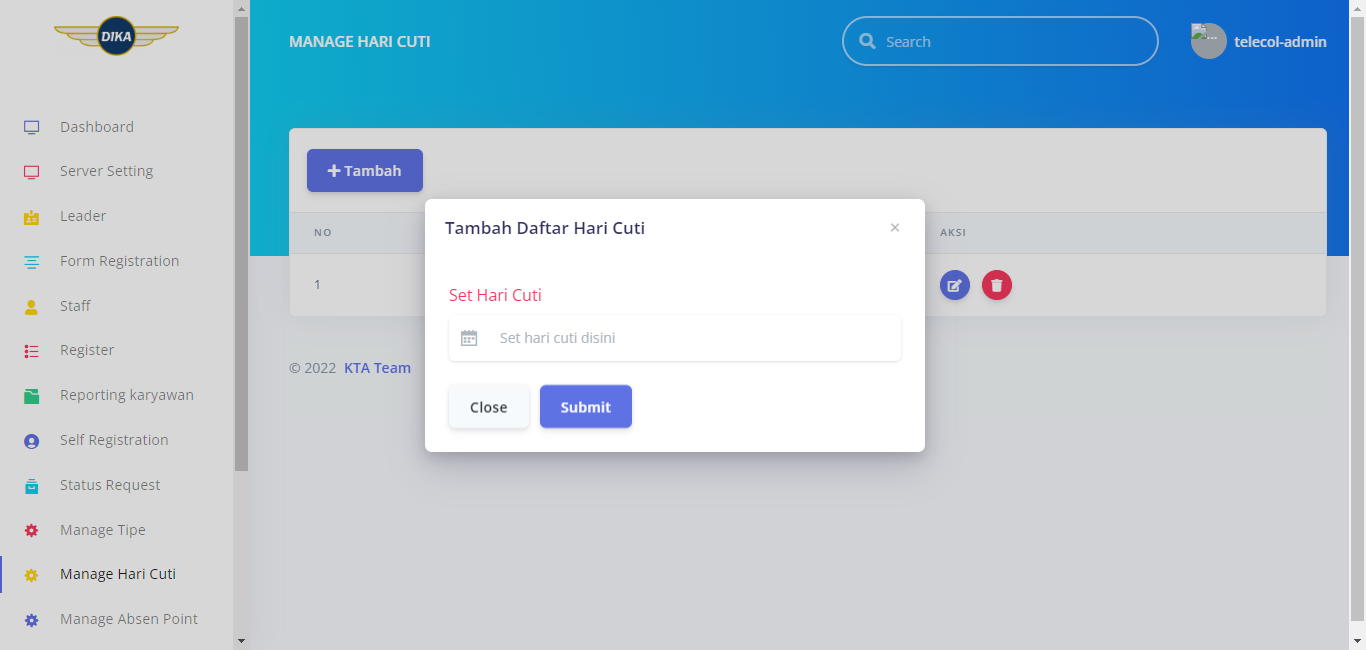 DIKA
MANAGE HARI CUTI
Search
...
telecol-admin
Dashboard
Server Setting
Leader
Form Registration
Staff
Register
Reporting karyawan
Self Registration
Status Request
Manage Tipe
Manage Hari Cuti
Manage Absen Point
Tambah
NO
AKSI
1
Tambah Daftar Hari Cuti
×
Set Hari Cuti
Set hari cuti disini
Close
Submit
© 2022 KTA Team